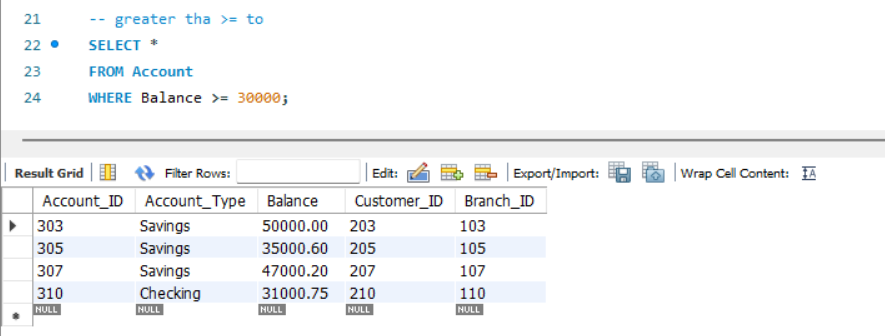 21 -- greater tha >= to
22 SELECT *
23 FROM Account
24 WHERE Balance >= 30000;
Result Grid Filter Rows: Edit: Export/Import: Wrap Cell Content: IA
Account_ID Account_Type Balance Customer_ID Branch_ID
303 Savings 50000.00 203 103
305 Savings 35000.60 205 105
307 Savings 47000.20 207 107
310 Checking 31000.75 210 110
NULL NULL NULL NULL NULL